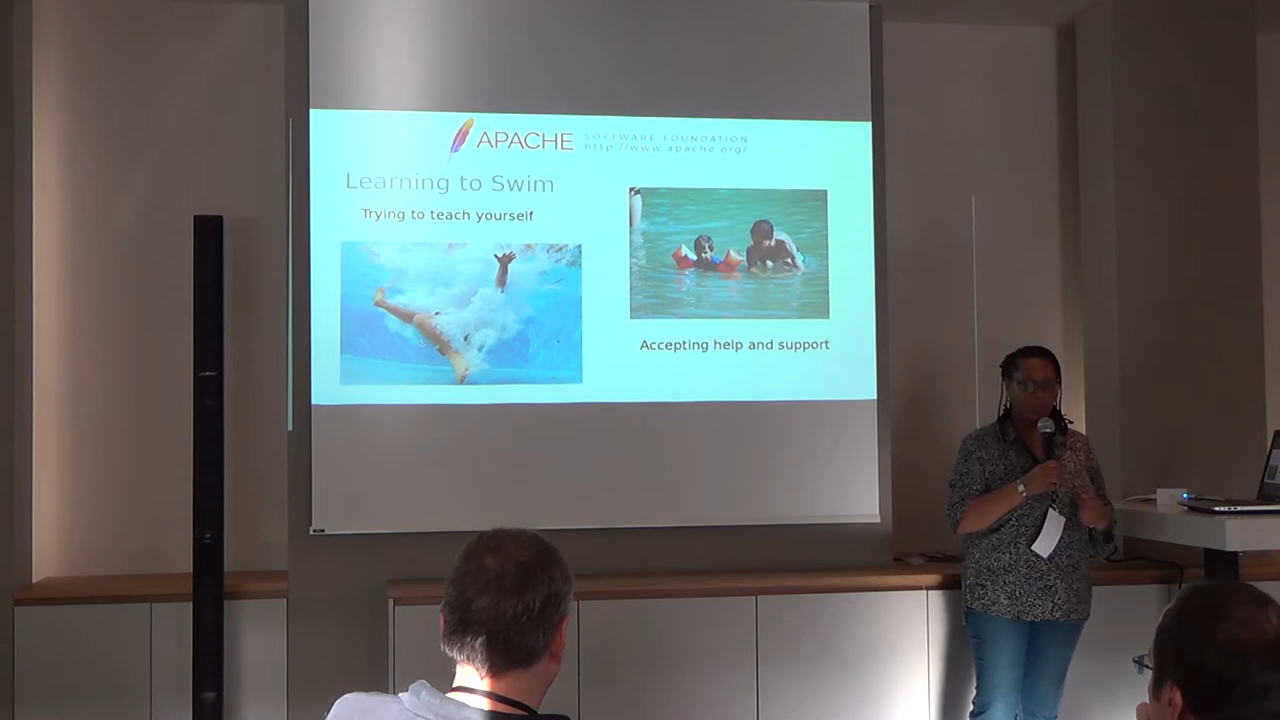 APACHE
SOFTWARE FOUNDATION
http://www.apache.org/
Learning to Swim
Trying to teach yourself
Accepting help and support